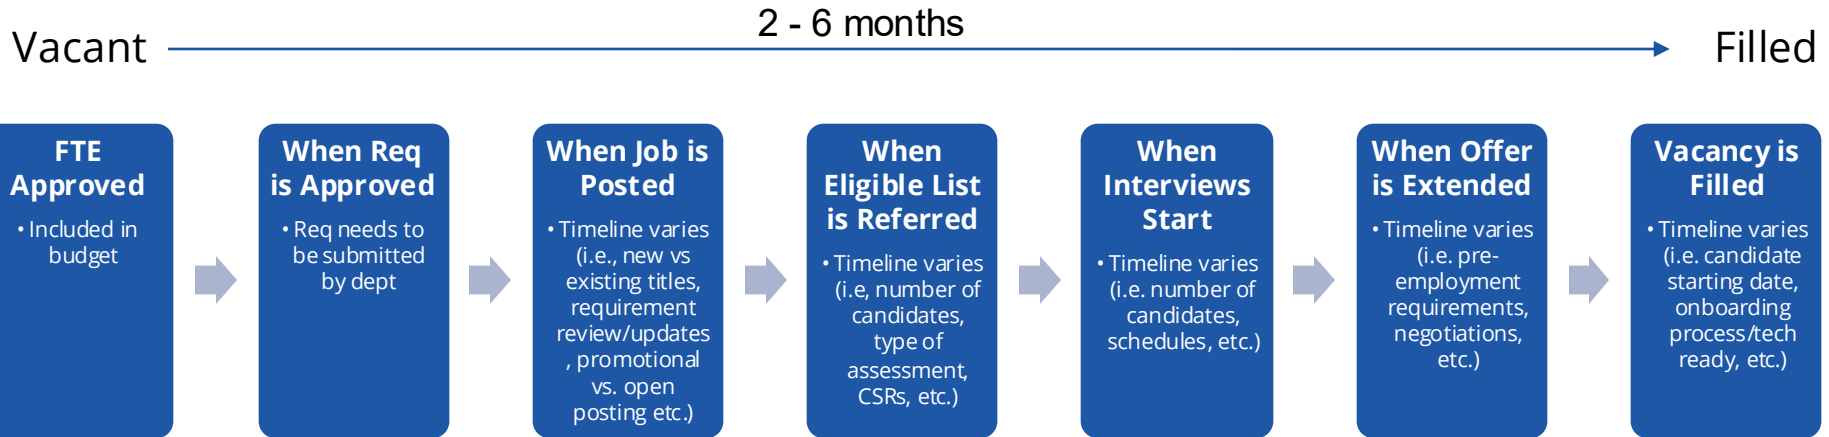 2 - 6 months
Vacant
Filled
FTE
Approved
• Included in
budget
When Req
is Approved
• Req needs to
be submitted
by dept
When Job is
Posted
• Timeline varies
(i.e., new vs
existing titles,
requirement
review/updates
, promotional
vs. open
posting etc.)
When
Eligible List
is Referred
• Timeline varies
(i.e, number of
candidates,
type of
assessment,
CSRs, etc.)
When
Interviews
Start
• Timeline varies
(i.e. number of
candidates,
schedules, etc.)
When Offer
is Extended
• Timeline varies
(i.e. pre-
employment
requirements,
negotiations,
etc.)
Vacancy is
Filled
• Timeline varies
(i.e. candidate
starting date,
onboarding
process/tech
ready, etc.)